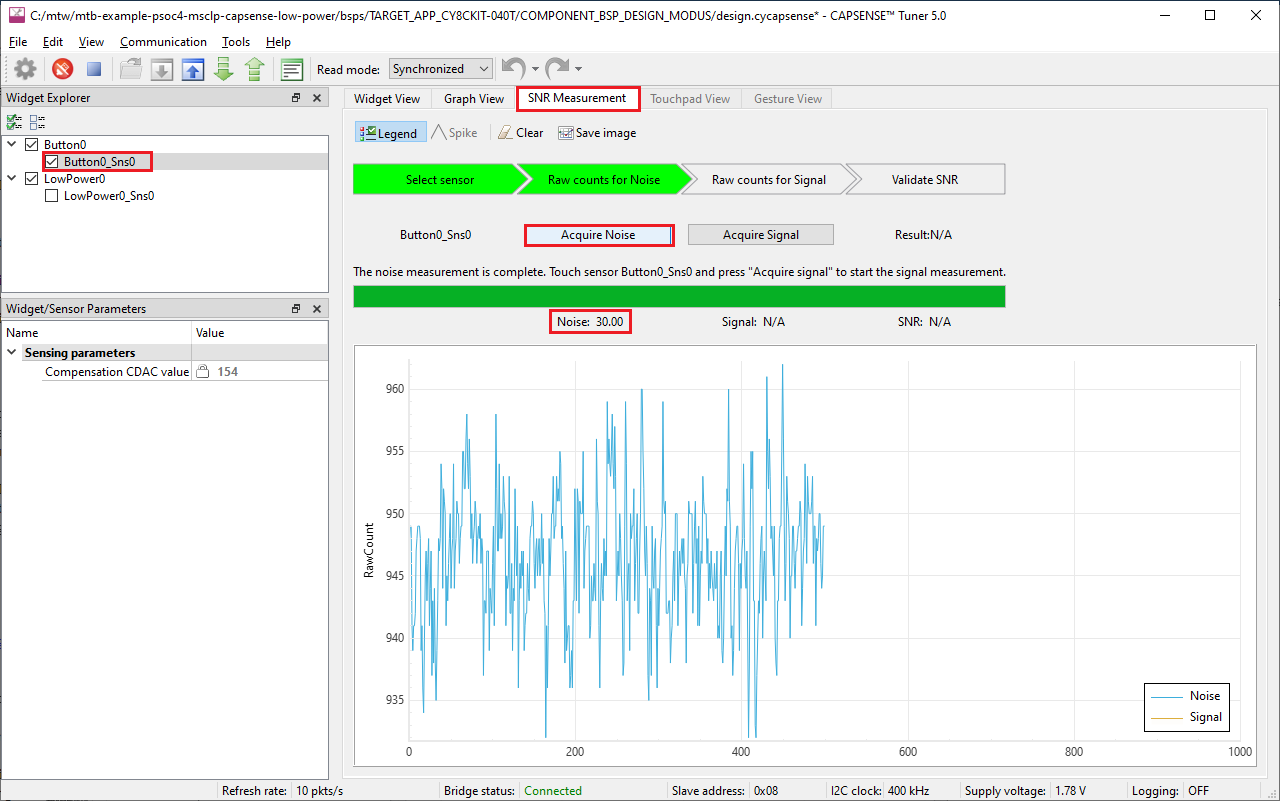 C:/mtw/mtb-example-psoc4-msclp-capsense-low-power/bsps/TARGET_APP_CY8CKIT-040T/COMPONENT_BSP_DESIGN_MODUS/design.cycapsense* - CAPSENSE™ Tuner 5.0
File Edit View Communication Tools Help
Read mode: Synchronized
Widget Explorer
Button0
Button0_Sns0
LowPower0
LowPower0_Sns0
Widget/Sensor Parameters
Name Value
Sensing parameters
Compensation CDAC value 154
Widget View Graph View SNR Measurement Touchpad View Gesture View
Legend Spike Clear Save image
Select sensor Raw counts for Noise Raw counts for Signal Validate SNR
Button0_Sns0 Acquire Noise Acquire Signal Result:N/A
The noise measurement is complete. Touch sensor Button0_Sns0 and press "Acquire signal" to start the signal measurement.
Noise: 30.00 Signal: N/A SNR: N/A
RawCount
960
955
950
945
940
935
0 200 400 600 800 1000
Noise
Signal
Refresh rate: 10 pkts/s Bridge status: Connected Slave address: 0x08 I2C clock: 400 kHz Supply voltage: 1.78 V Logging: OFF